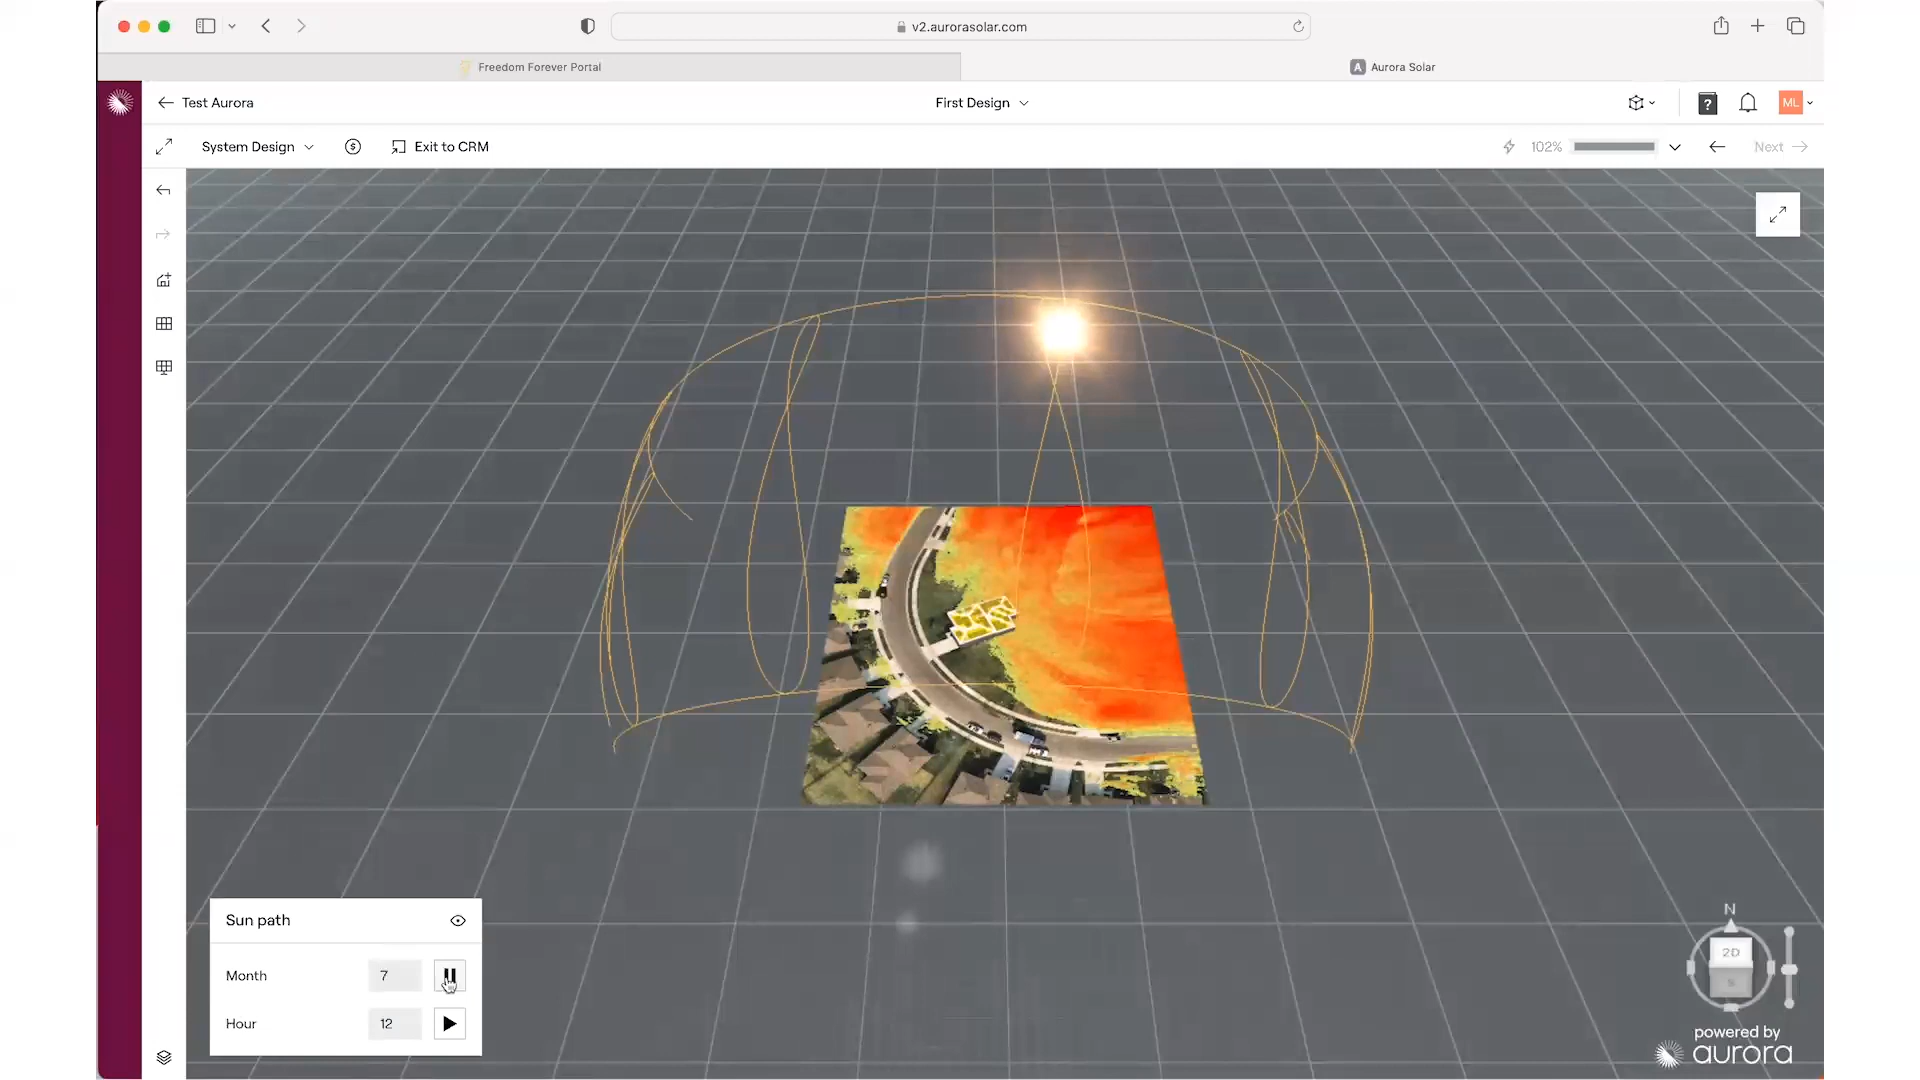 v2.aurorasolar.com
Freedom Forever Portal
A Aurora Solar
Test Aurora
First Design
?
ML
System Design
$
Exit to CRM
102%
Next
Sun path
Month 7
Hour 12
N
2D
S
powered by
aurora